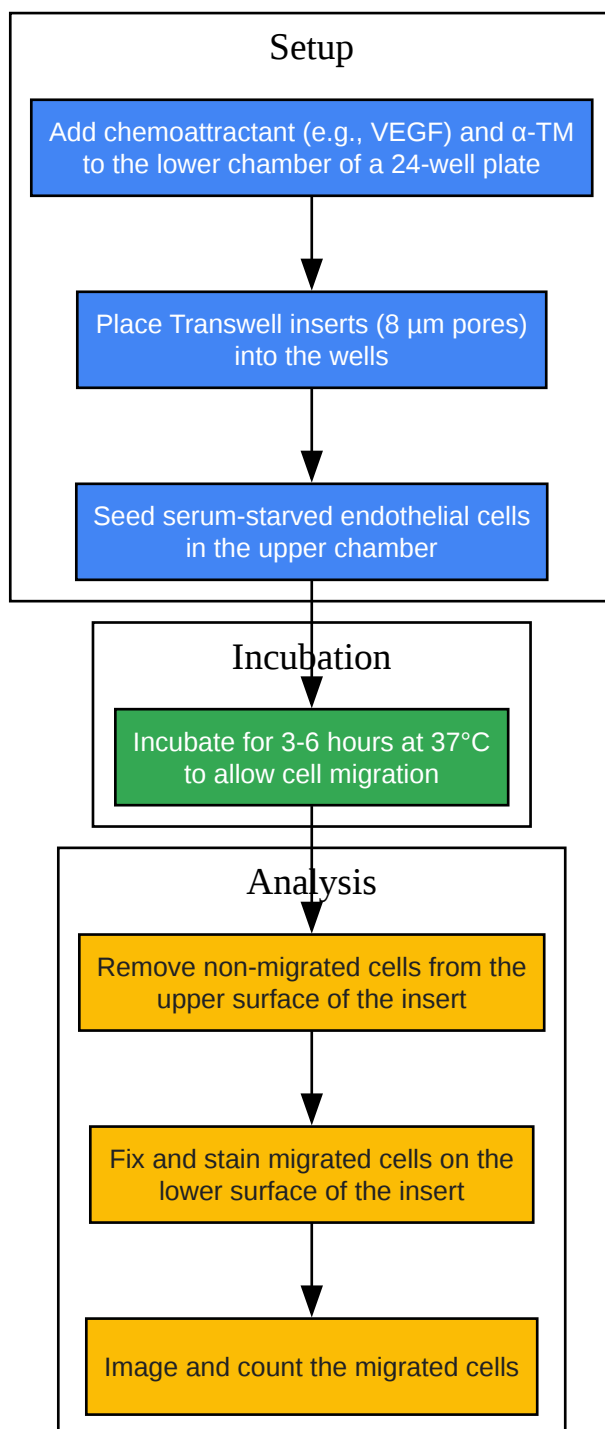 Setup
Add chemoattractant (e.g., VEGF) and α-TM
to the lower chamber of a 24-well plate
Place Transwell inserts (8 µm pores)
into the wells
Seed serum-starved endothelial cells
in the upper chamber
Incubation
Incubate for 3-6 hours at 37°C
to allow cell migration
Analysis
Remove non-migrated cells from the
upper surface of the insert
Fix and stain migrated cells on the
lower surface of the insert
Image and count the migrated cells